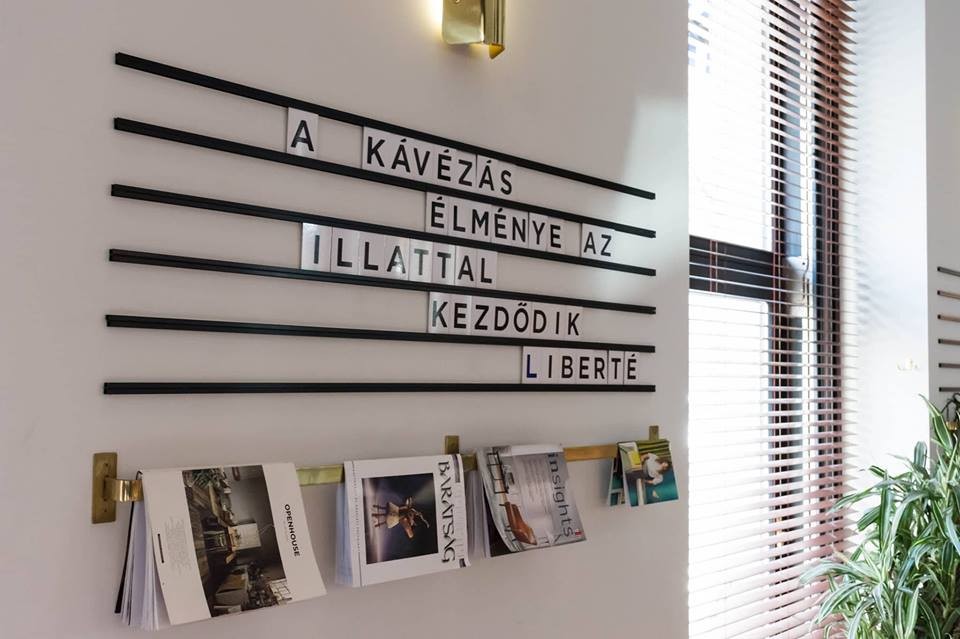 A KÁVÉZÁS
ÉLMÉNYE AZ
ILLATTAL
KEZDŐDIK
LIBERTÉ
OPENHOUSE
BARÁTSÁG
insights